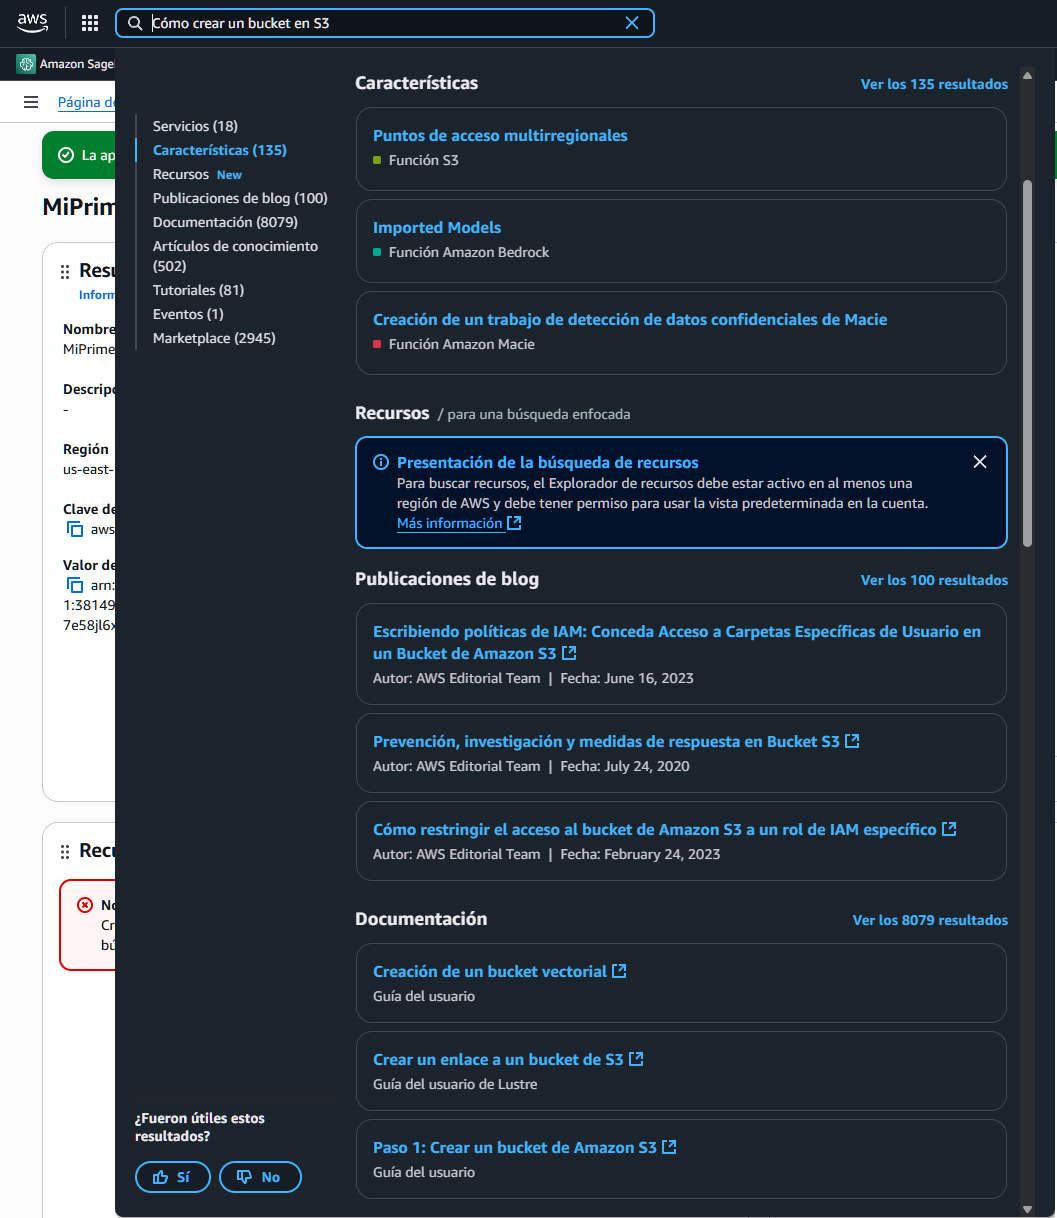 aws
Cómo crear un bucket en S3
Amazon Sage
Página de
La ap
MiPrim
Resu
Inform
Nombre
MiPrime
Descripc
-
Región
us-east-
Clave de
aws
Valor de
arn:
1:38149
7e58jl6x
Recu
No
Cr
bú
Servicios (18)
Características (135)
Recursos New
Publicaciones de blog (100)
Documentación (8079)
Artículos de conocimiento
(502)
Tutoriales (81)
Eventos (1)
Marketplace (2945)
Características
Ver los 135 resultados
Puntos de acceso multirregionales
Función S3
Imported Models
Función Amazon Bedrock
Creación de un trabajo de detección de datos confidenciales de Macie
Función Amazon Macie
Recursos / para una búsqueda enfocada
Presentación de la búsqueda de recursos
Para buscar recursos, el Explorador de recursos debe estar activo en al menos una
región de AWS y debe tener permiso para usar la vista predeterminada en la cuenta.
Más información
Publicaciones de blog
Ver los 100 resultados
Escribiendo políticas de IAM: Conceda Acceso a Carpetas Específicas de Usuario en
un Bucket de Amazon S3
Autor: AWS Editorial Team | Fecha: June 16, 2023
Prevención, investigación y medidas de respuesta en Bucket S3
Autor: AWS Editorial Team | Fecha: July 24, 2020
Cómo restringir el acceso al bucket de Amazon S3 a un rol de IAM específico
Autor: AWS Editorial Team | Fecha: February 24, 2023
Documentación
Ver los 8079 resultados
Creación de un bucket vectorial
Guía del usuario
Crear un enlace a un bucket de S3
Guía del usuario de Lustre
Paso 1: Crear un bucket de Amazon S3
Guía del usuario
¿Fueron útiles estos
resultados?
Sí
No